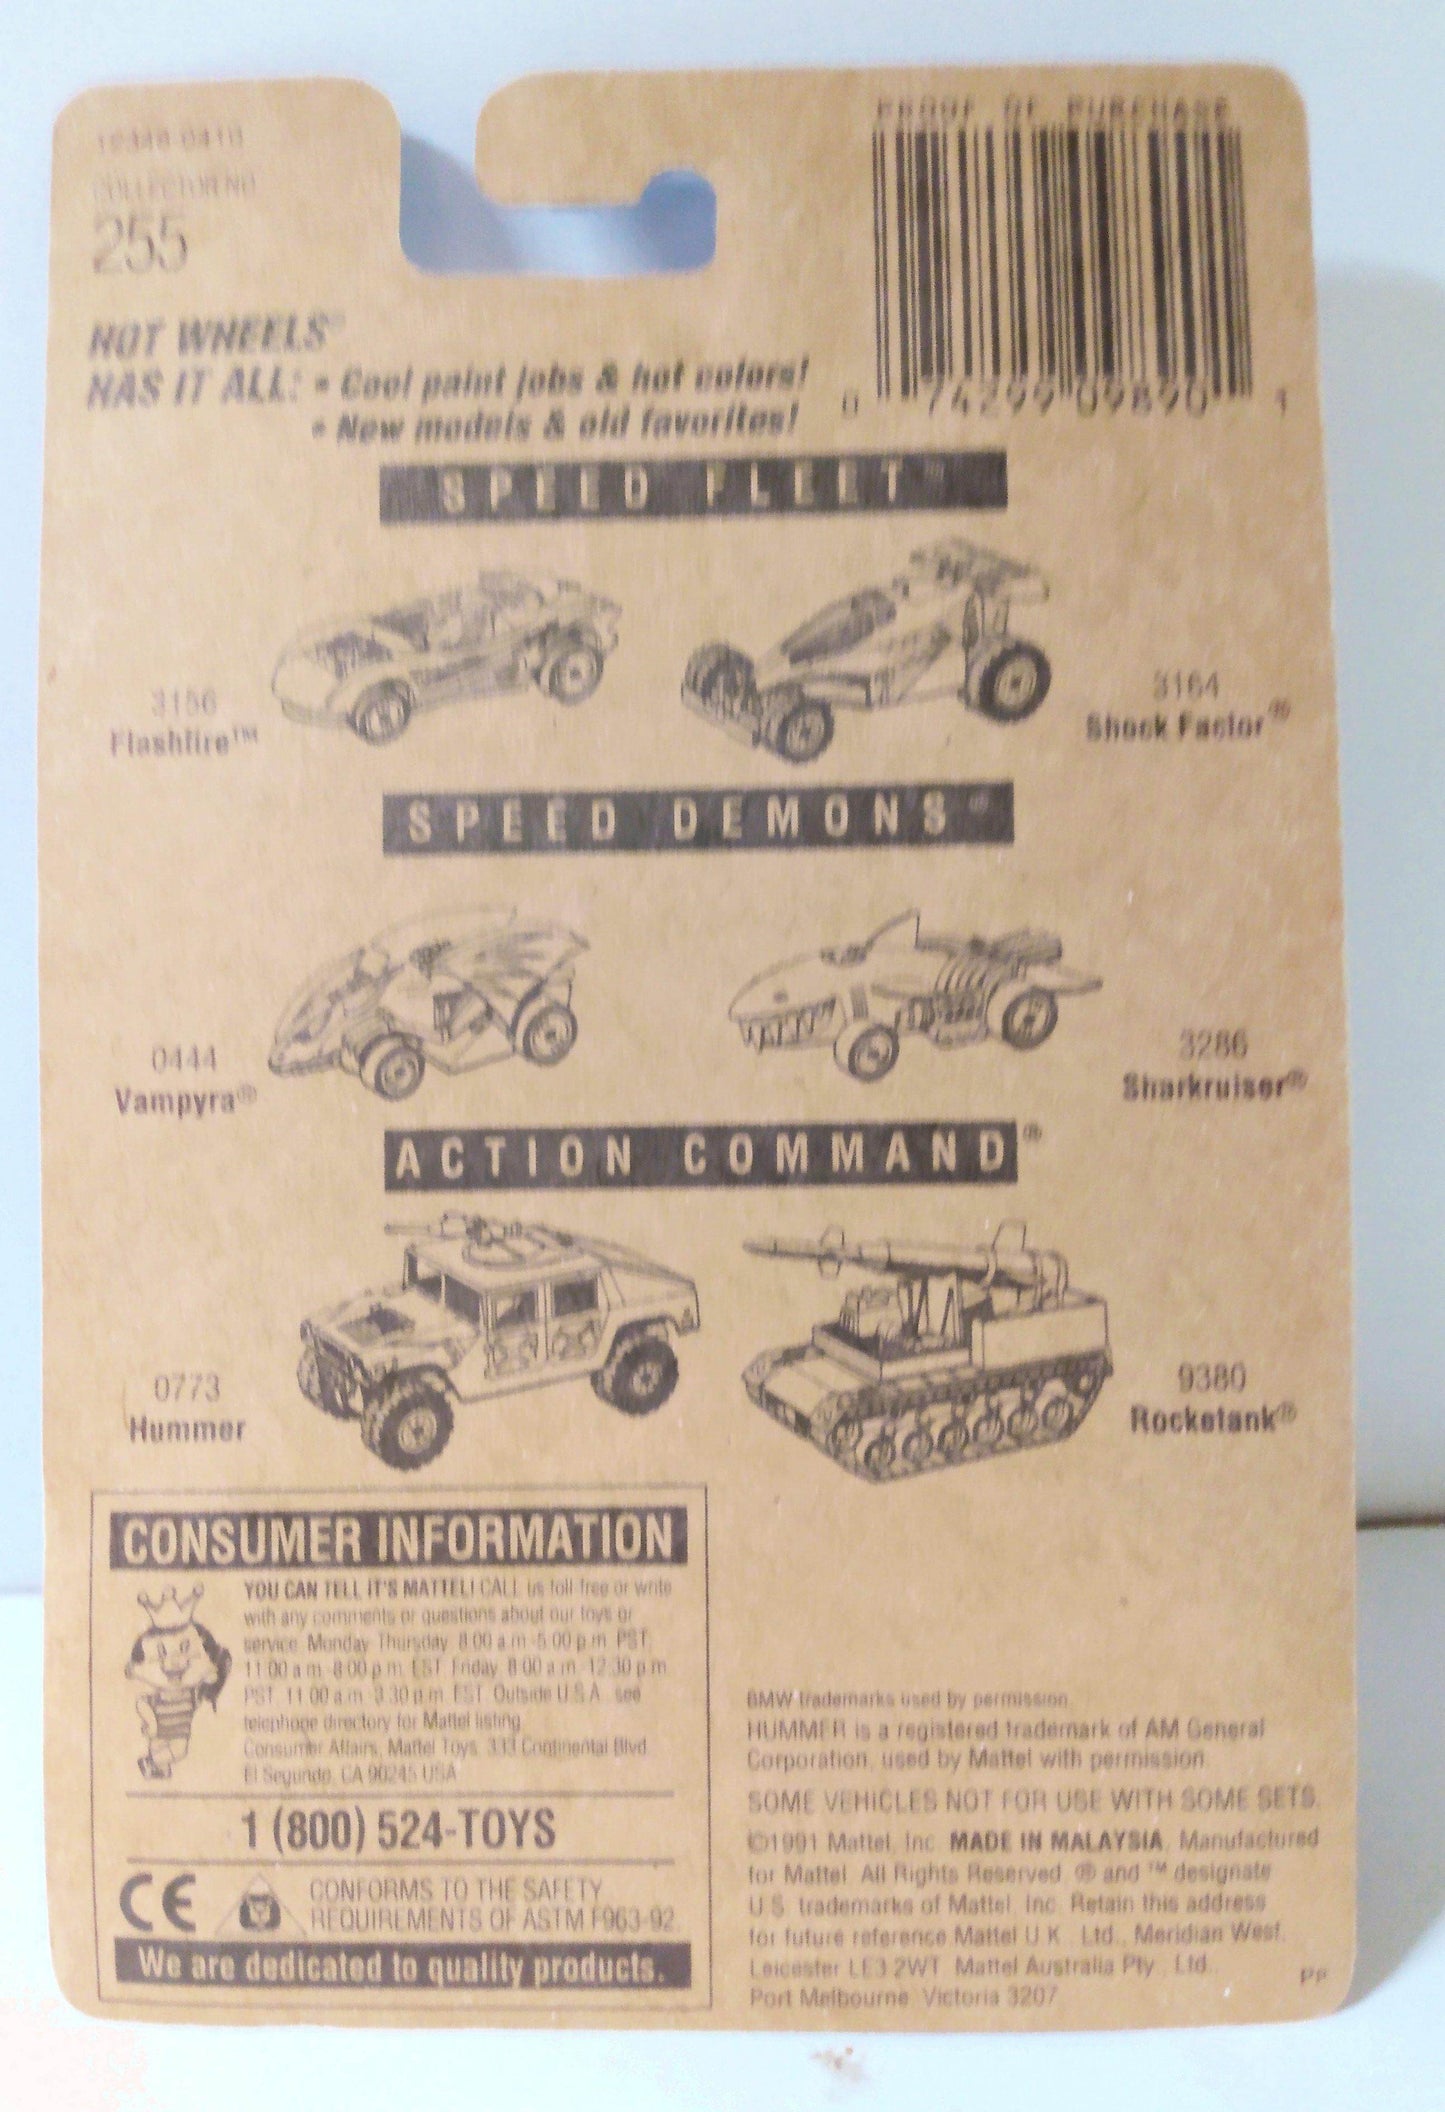 COLLECTOR NO
255
PROOF OF PURCHASE
0 74299 09890 1
HOT WHEELS®
HAS IT ALL: • Cool paint jobs & hot colors!
• New models & old favorites!
SPEED FLEET™
3156
Flashfire™
3164
Shock Factor®
SPEED DEMONS®
0444
Vampyra®
3286
Sharkruiser®
ACTION COMMAND®
0773
Hummer
9380
Rocketank®
CONSUMER INFORMATION
YOU CAN TELL IT'S MATTEL! CALL us toll-free or write
with any comments or questions about our toys or
service. Monday Thursday 8:00 a.m.-5:00 p.m. PST,
11:00 a.m.-8:00 p.m. EST. Friday, 8:00 a.m.-12:30 p.m.
PST, 11:00 a.m.-3:30 p.m. EST. Outside U.S.A. see
telephone directory for Mattel listing.
Consumer Affairs, Mattel Toys, 333 Continental Blvd.
El Segundo, CA 90245 USA
1 (800) 524-TOYS
CE
CONFORMS TO THE SAFETY
REQUIREMENTS OF ASTM F963-92.
We are dedicated to quality products.
BMW trademarks used by permission.
HUMMER is a registered trademark of AM General
Corporation, used by Mattel with permission.
SOME VEHICLES NOT FOR USE WITH SOME SETS.
©1991 Mattel, Inc. MADE IN MALAYSIA. Manufactured
for Mattel. All Rights Reserved. ® and ™ designate
U.S. trademarks of Mattel, Inc. Retain this address
for future reference Mattel U.K. Ltd., Meridian West,
Leicester LE3 2WT. Mattel Australia Pty., Ltd.,
Port Melbourne, Victoria 3207